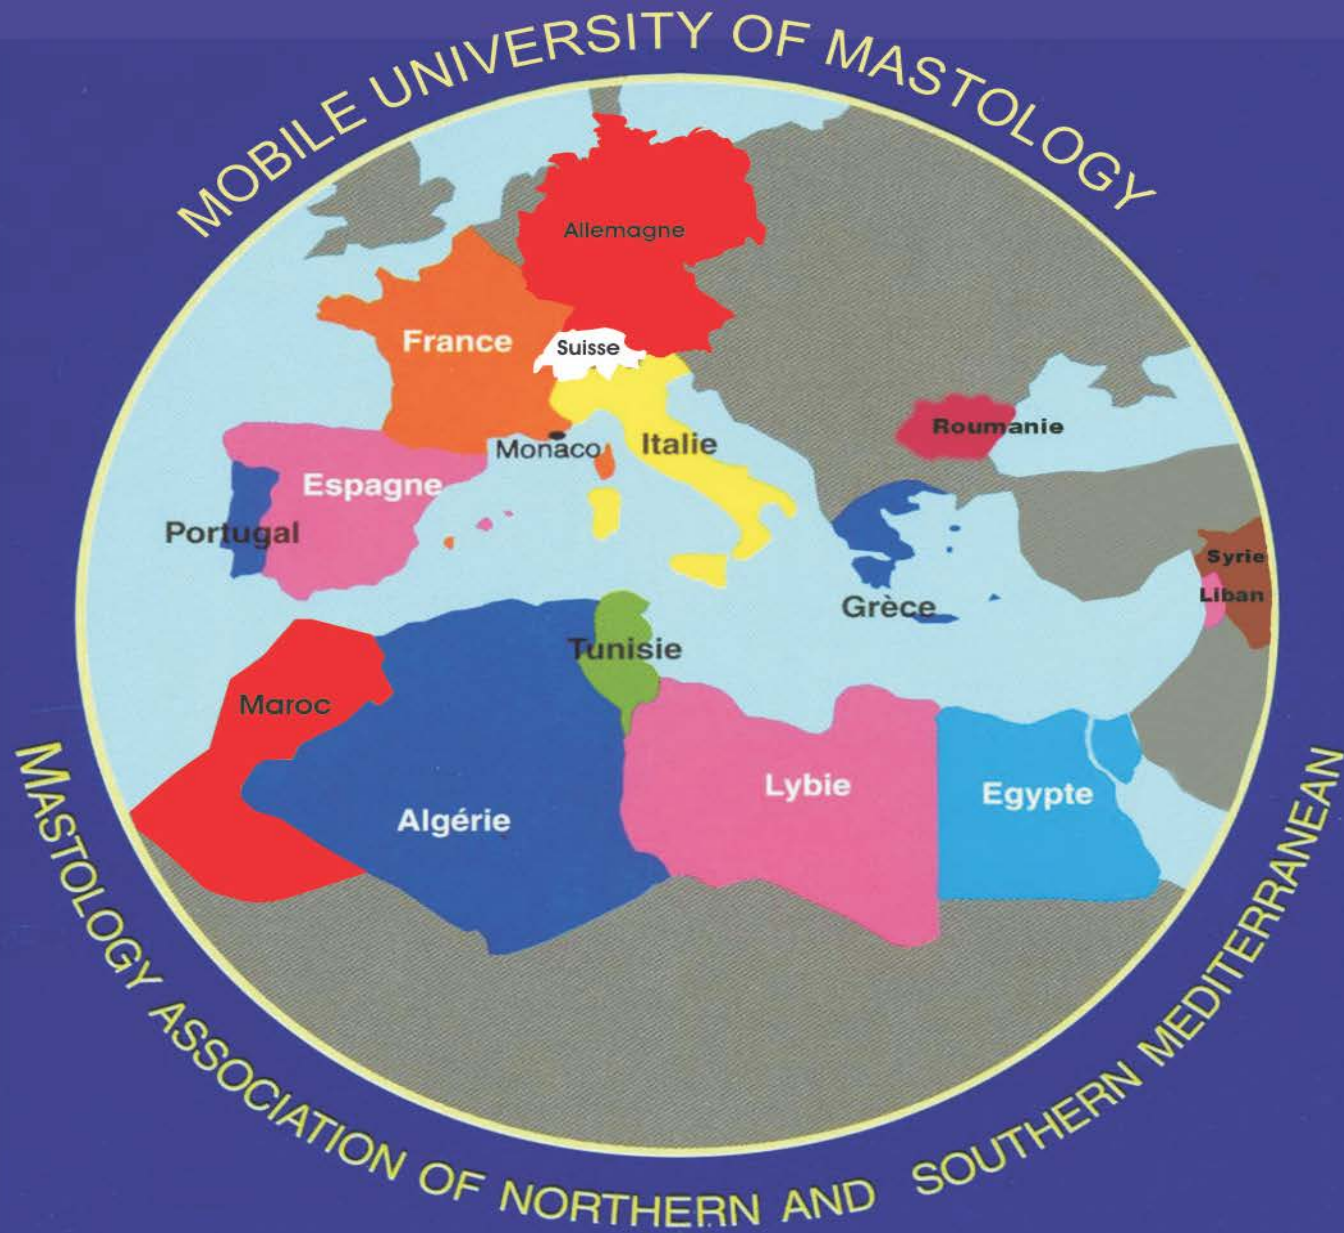 MOBILE UNIVERSITY OF MASTOLOGY
Allemagne
France
Suisse
Monaco
Italie
Roumanie
Espagne
Portugal
Grèce
Syrie
Liban
Tunisie
Maroc
Algérie
Lybie
Egypte
MASTOLOGY ASSOCIATION OF NORTHERN AND SOUTHERN MEDITERRANEAN